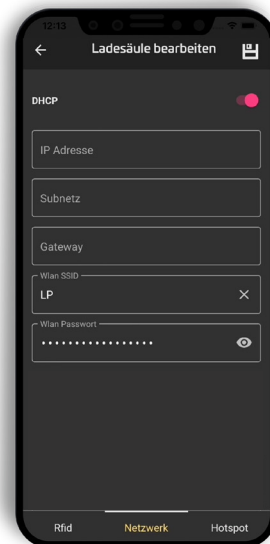 12:13
Ladesäule bearbeiten
DHCP
IP Adresse
Subnetz
Gateway
Wlan SSID
LP
Wlan Passwort
•••••••••••••••••
Rfid Netzwerk Hotspot